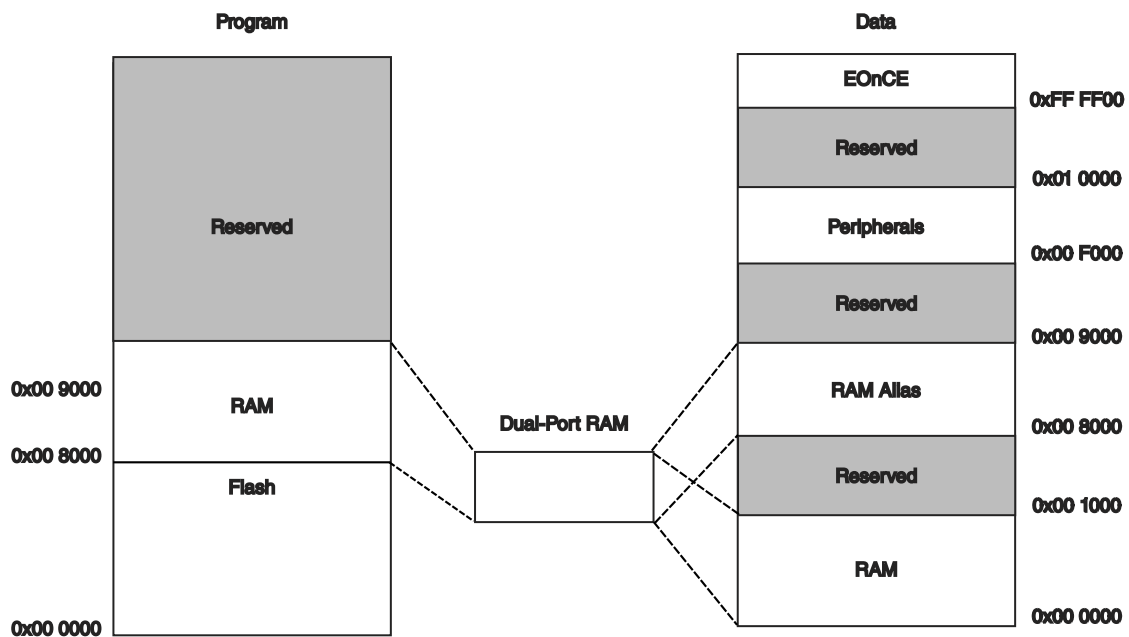 Program
Reserved
0x00 9000
RAM
0x00 8000
Flash
0x00 0000
Dual-Port RAM
Data
EOnCE
0xFF FF00
Reserved
0x01 0000
Peripherals
0x00 F000
Reserved
0x00 9000
RAM Alias
0x00 8000
Reserved
0x00 1000
RAM
0x00 0000